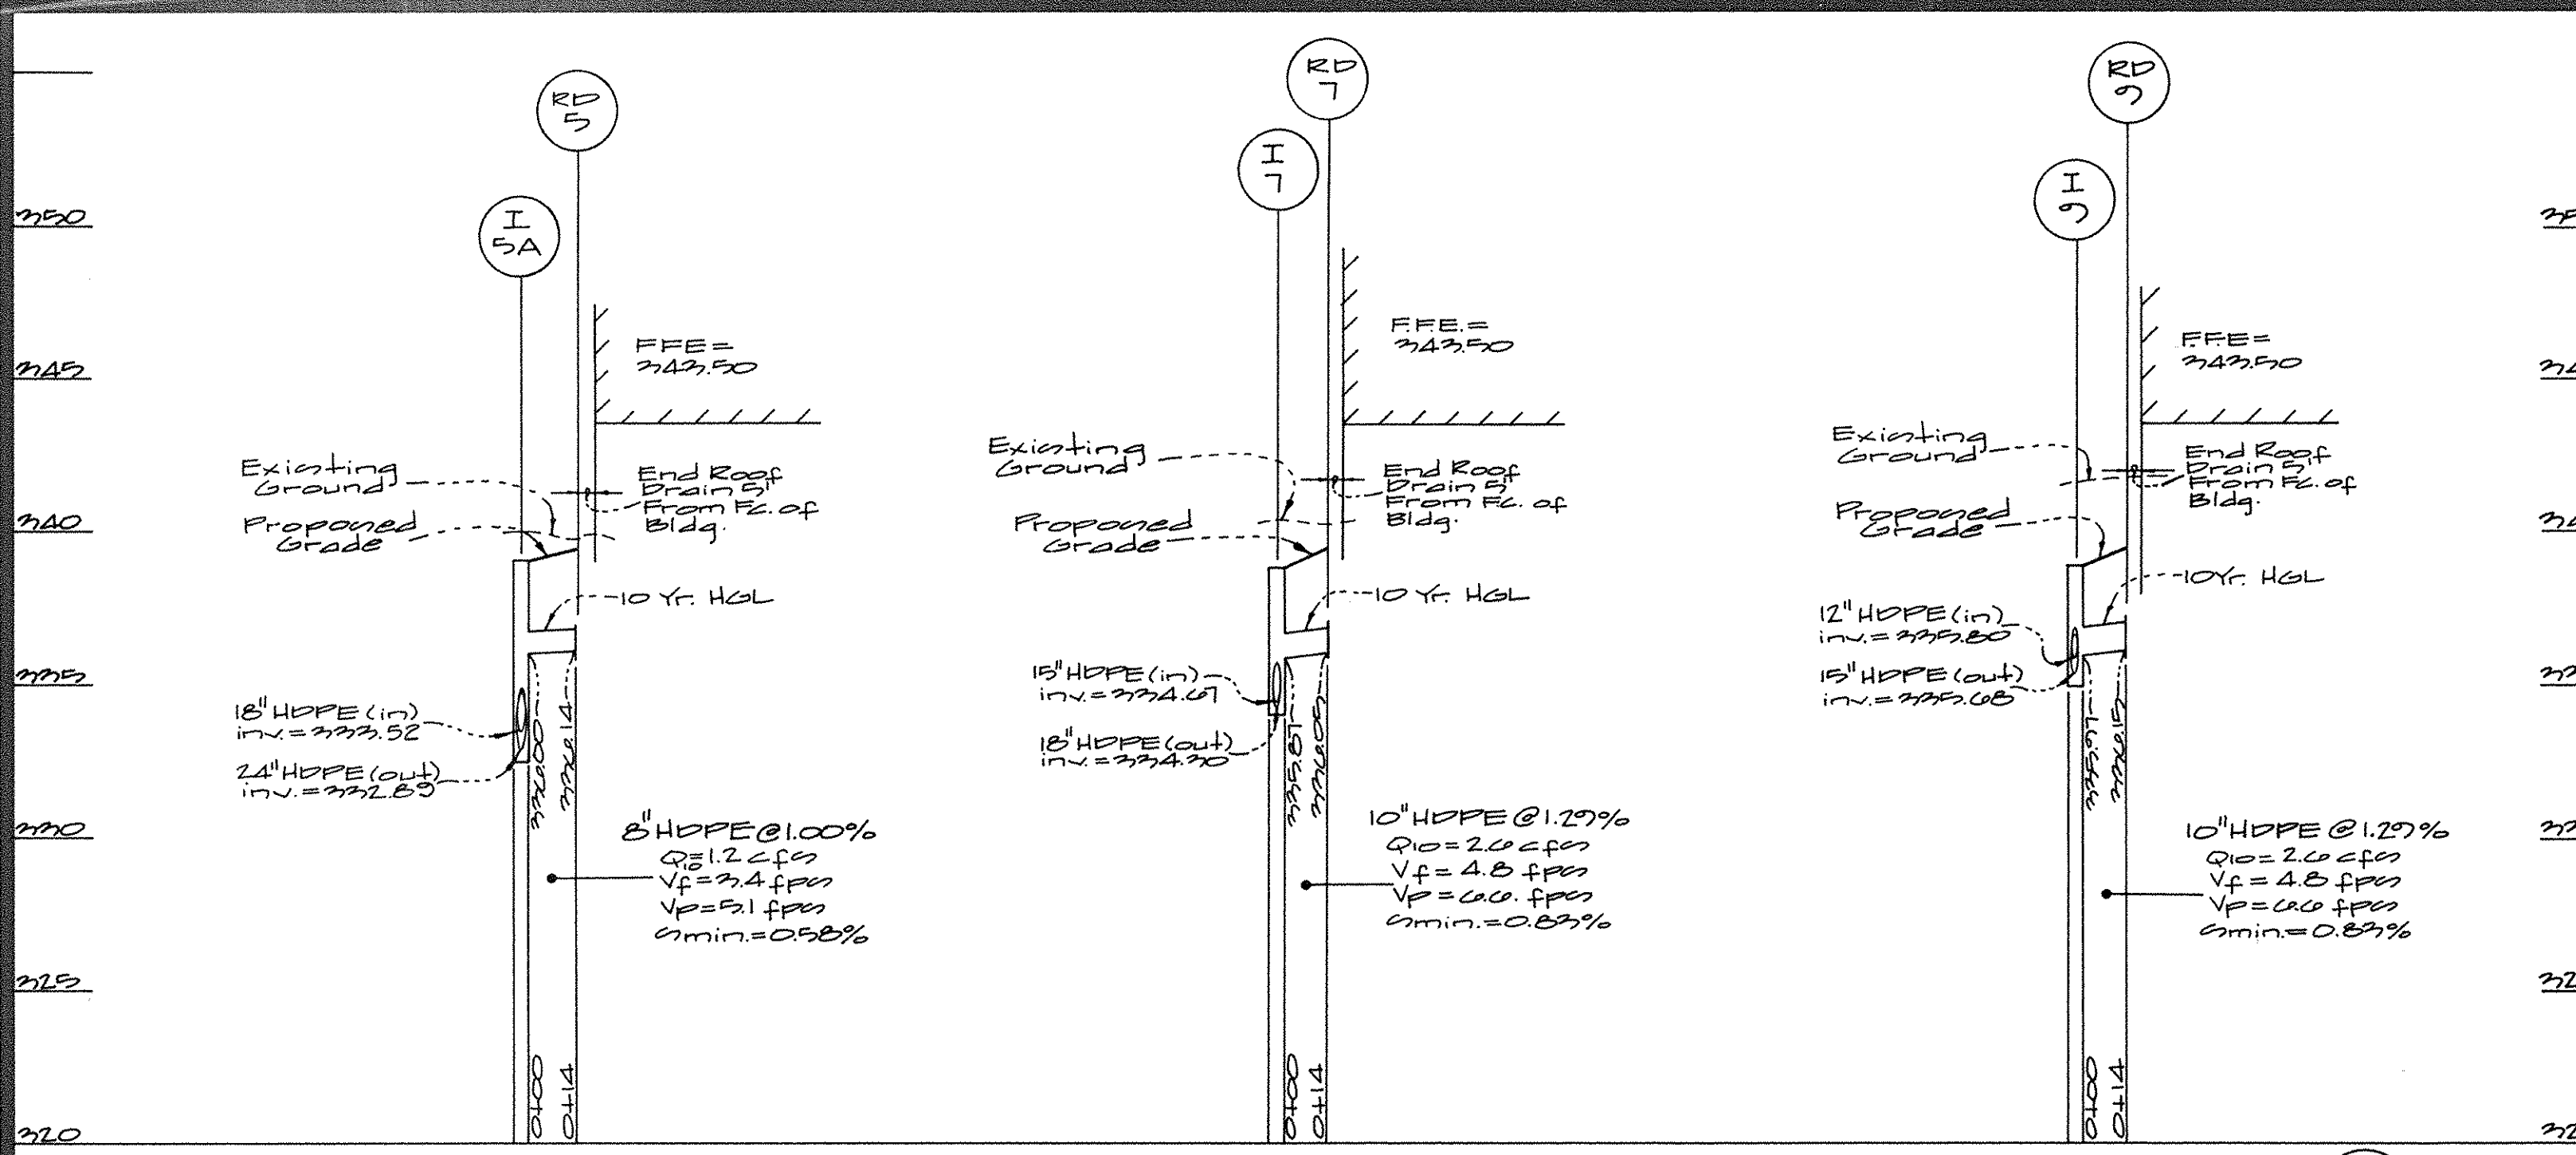 350
345
340
335
330
325
320
RD
5
I
5A
FFE=
343.50
Existing
Ground
Proposed
Grade
End Roof
Drain 5'
From Fc. of
Bldg.
10 Yr. HGL
18" HDPE (in)
inv.=333.52
24" HDPE (out)
inv.=332.89
336.00
336.14
8" HDPE @ 1.00%
Q10=1.2 cfs
Vf=3.4 fps
Vp=5.1 fps
Smin.=0.58%
0+00
0+14
RD
7
I
7
F.F.E.=
343.50
Existing
Ground
Proposed
Grade
End Roof
Drain 5'
From Fc. of
Bldg.
10 Yr. HGL
15" HDPE (in)
inv.=334.67
18" HDPE (out)
inv.=334.30
10" HDPE @ 1.29%
Q10=2.6 cfs
Vf=4.8 fps
Vp=6.6. fps
Smin.=0.83%
0+00
0+14
RD
9
I
9
F.F.E=
343.50
Existing
Ground
Proposed
Grade
End Roof
Drain 5'
From Fc. of
Bldg.
10 Yr. HGL
12" HDPE (in)
inv.=335.80
15" HDPE (out)
inv.=335.68
10" HDPE @ 1.29%
Q10=2.6 cfs
Vf=4.8 fps
Vp=6.6 fps
Smin.=0.83%
0+00
0+14